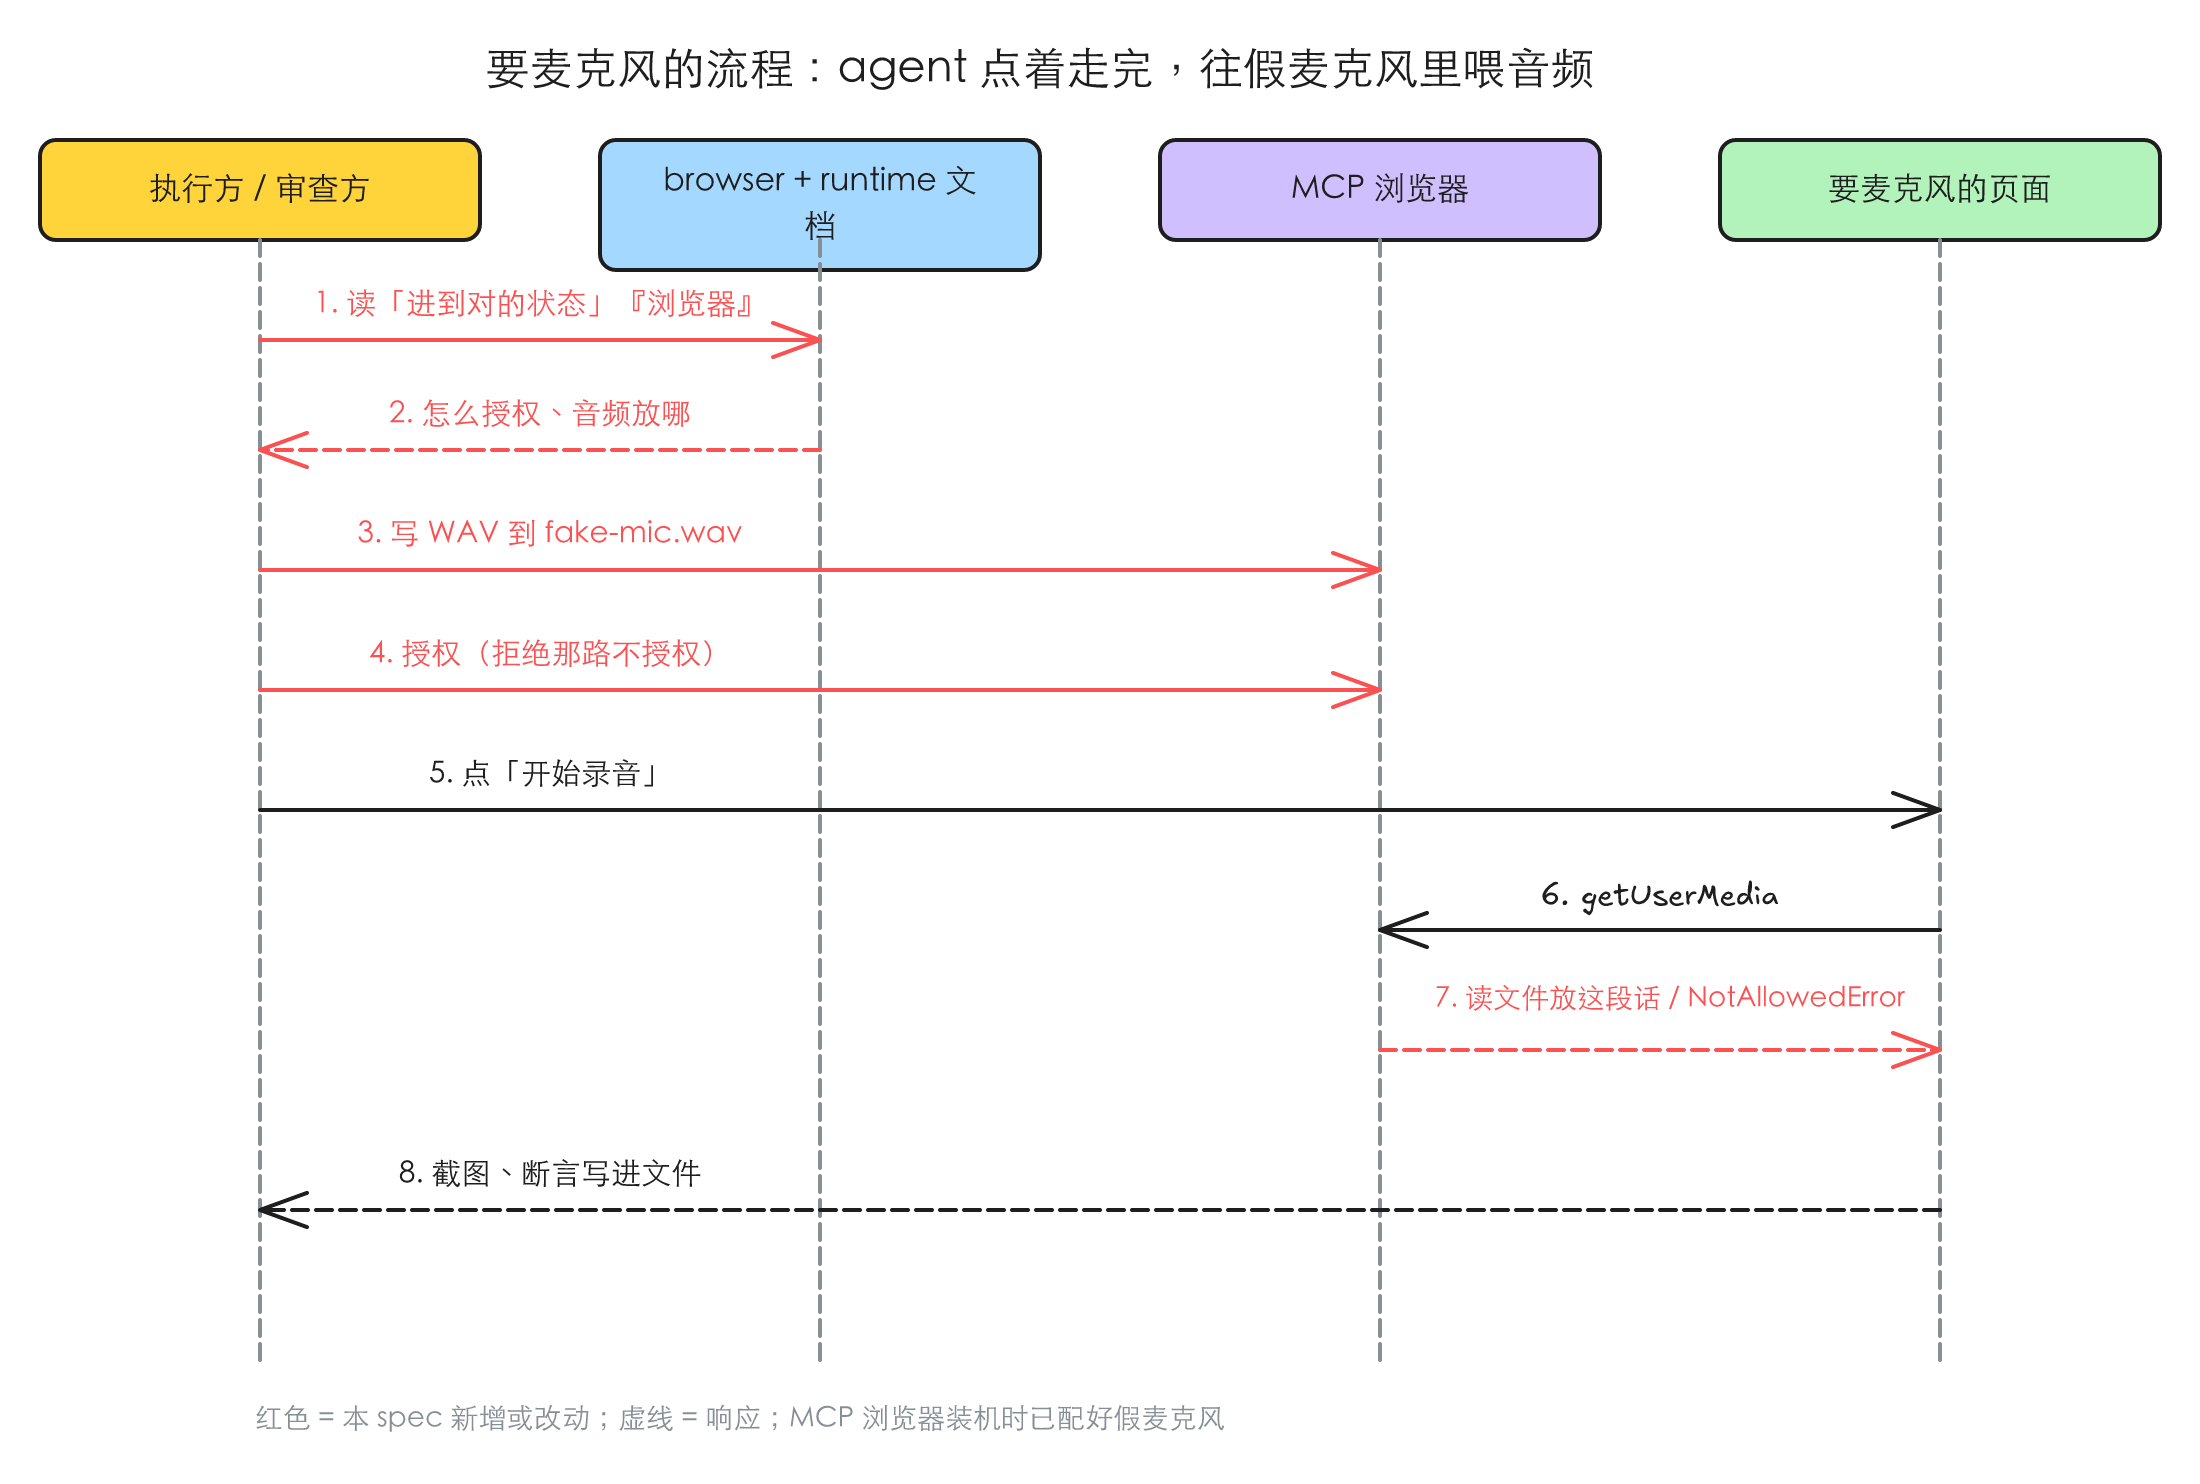 要麦克风的流程：agent 点着走完，往假麦克风里喂音频
执行方 / 审查方
browser + runtime 文
档
MCP 浏览器
要麦克风的页面
1. 读「进到对的状态」『浏览器』
2. 怎么授权、音频放哪
3. 写 WAV 到 fake-mic.wav
4. 授权（拒绝那路不授权）
5. 点「开始录音」
6. getUserMedia
7. 读文件放这段话 / NotAllowedError
8. 截图、断言写进文件
红色 = 本 spec 新增或改动；虚线 = 响应；MCP 浏览器装机时已配好假麦克风